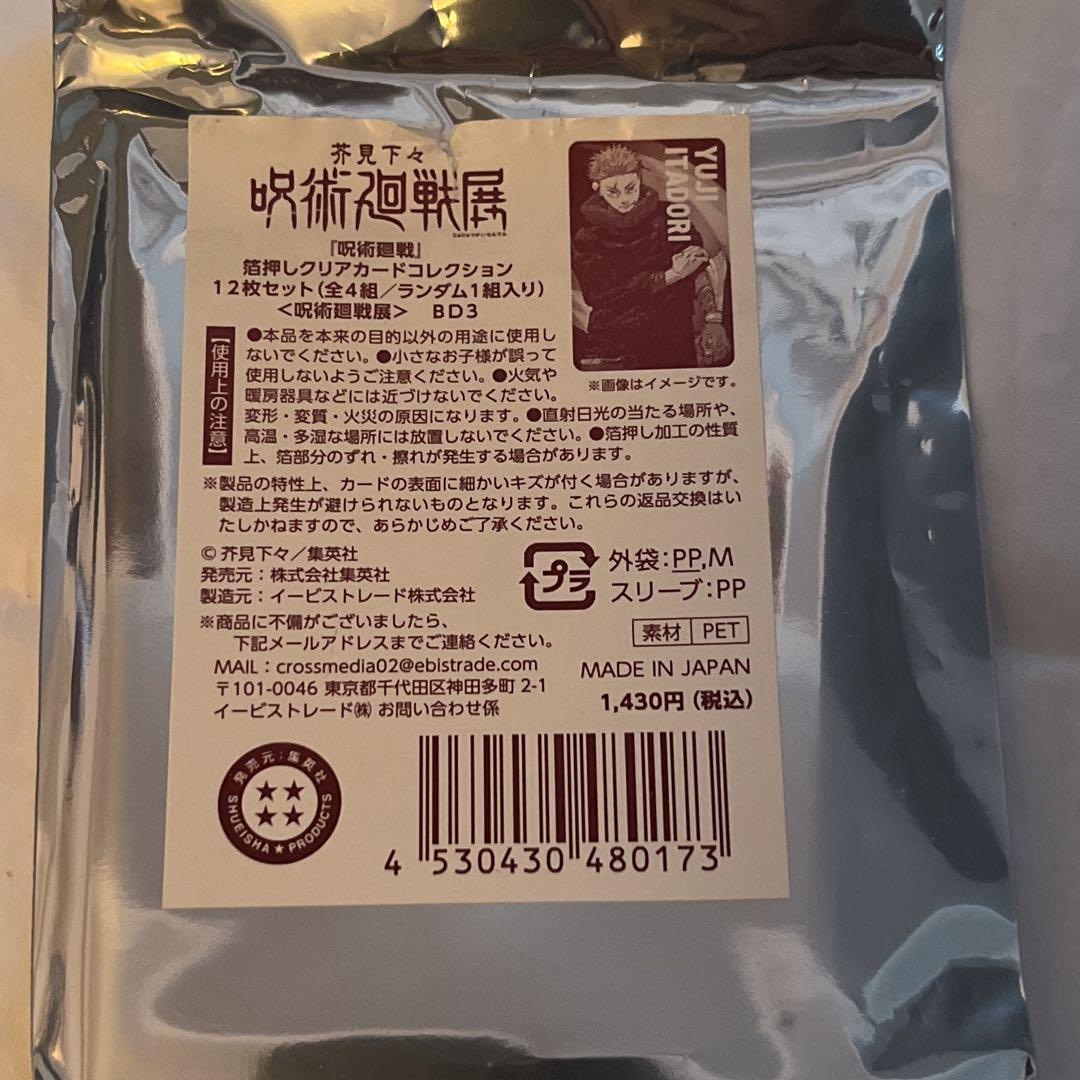 芥見下々
呪術廻戦展
じゅじゅつかいせんてん
『呪術廻戦』
箔押しクリアカードコレクション
12枚セット(全4組/ランダム1組入り)
<呪術廻戦展> BD3
YUJI
ITADORI
※画像はイメージです。
【使用上の注意】
●本品を本来の目的以外の用途に使用し
ないでください。●小さなお子様が誤って
使用しないようご注意ください。●火気や
暖房器具などには近づけないでください。
変形・変質・火災の原因になります。●直射日光の当たる場所や、
高温・多湿な場所には放置しないでください。●箔押し加工の性質
上、箔部分のずれ・擦れが発生する場合があります。
※製品の特性上、カードの表面に細かいキズが付く場合がありますが、
製造上発生が避けられないものとなります。これらの返品交換はい
たしかねますので、あらかじめご了承ください。
© 芥見下々/集英社
発売元:株式会社集英社
製造元:イービストレード株式会社
プラ
外袋:PP,M
スリーブ:PP
※商品に不備がございましたら、
下記メールアドレスまでご連絡ください。
素材 PET
MAIL:crossmedia02@ebistrade.com
〒101-0046 東京都千代田区神田多町 2-1
イービストレード㈱ お問い合わせ係
MADE IN JAPAN
1,430円(税込)
発売元:集英社
SHUEISHA★PRODUCTS
4 530430 480173